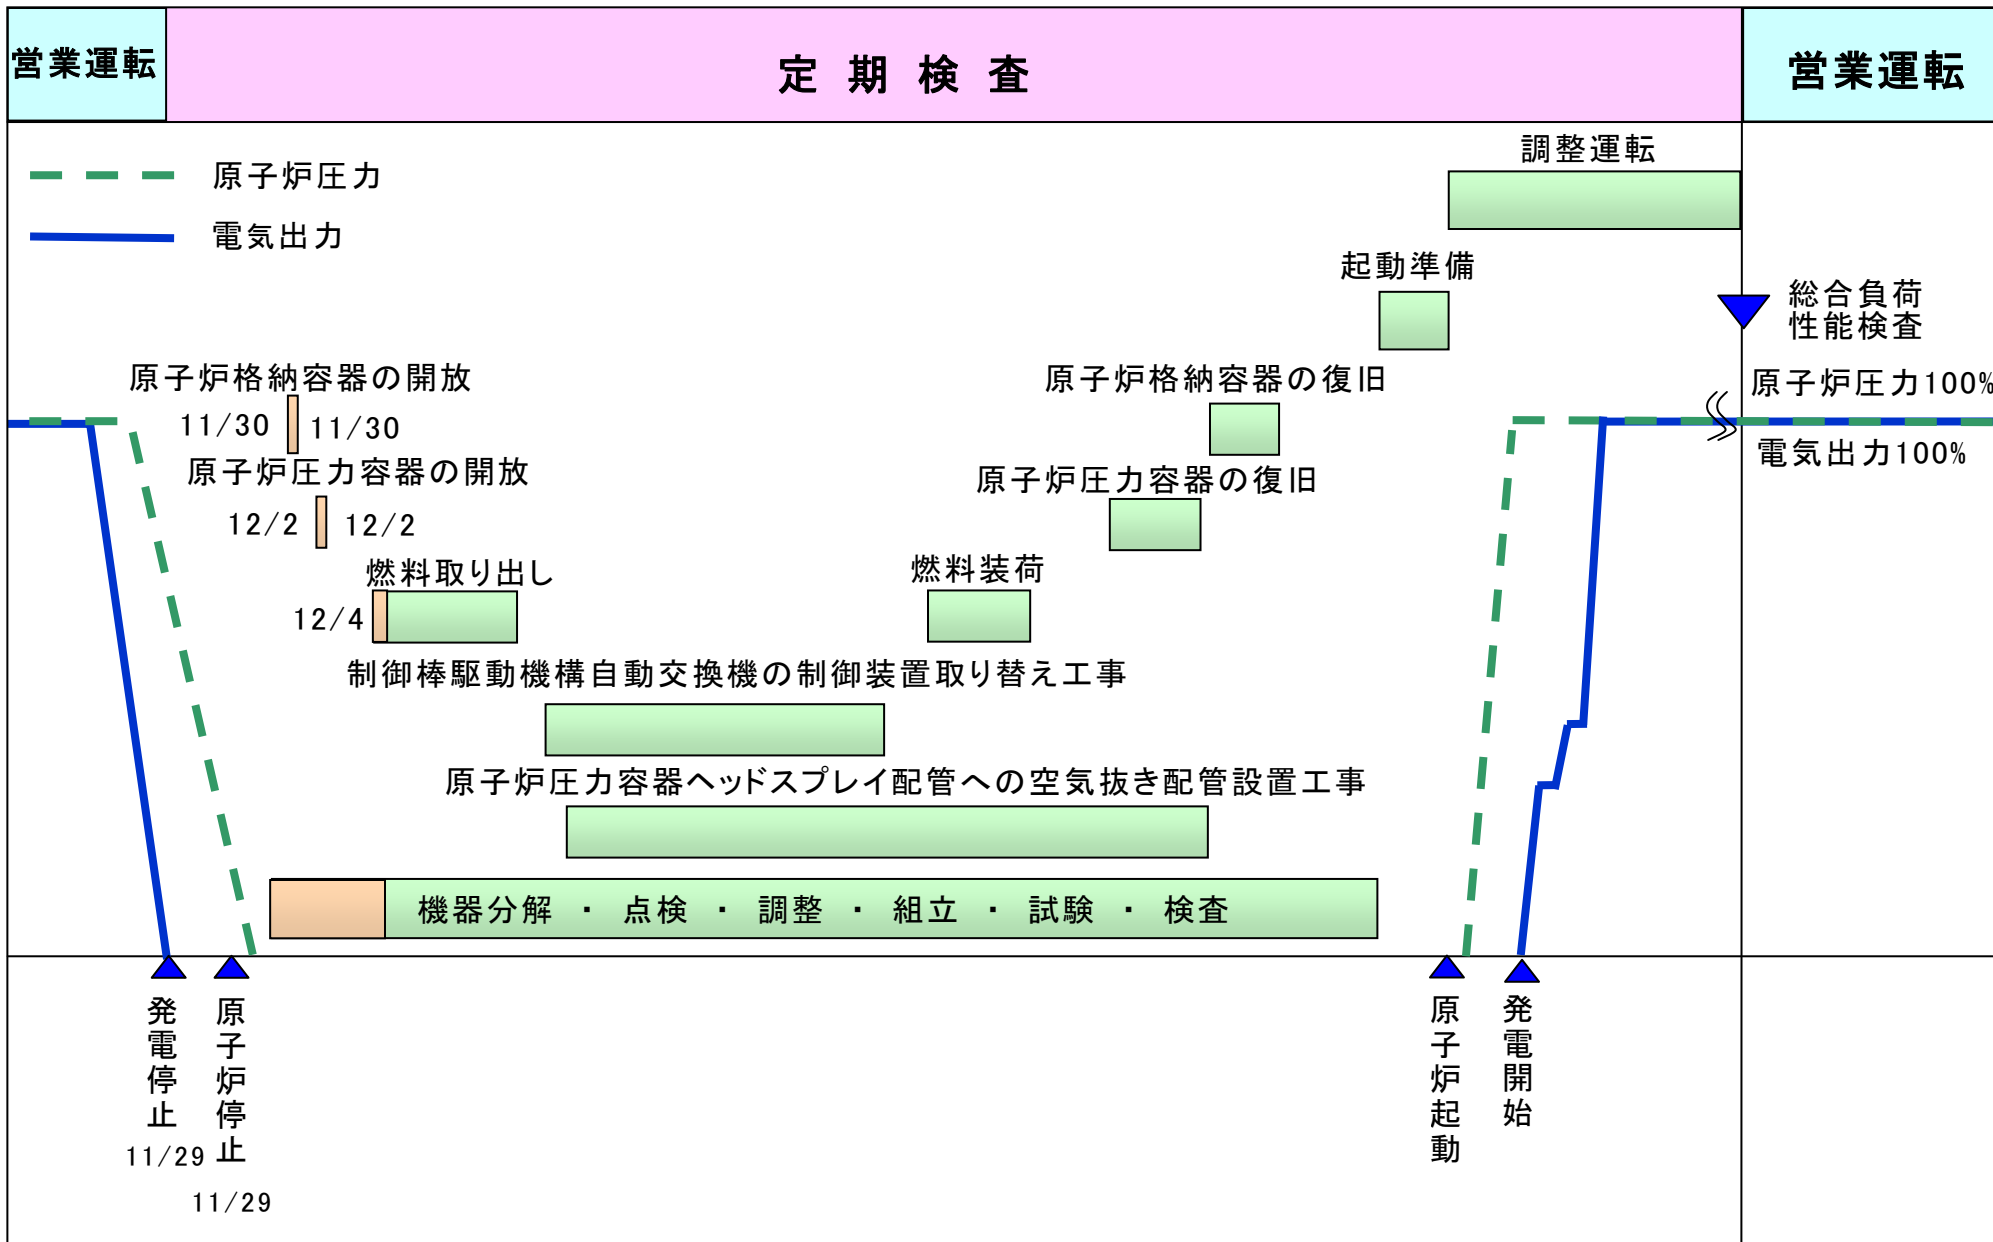 営業運転
定期検査
営業運転
調整運転
原子炉圧力
電気出力
起動準備
総合負荷
性能検査
原子炉格納容器の開放
原子炉格納容器の復旧
原子炉圧力100%
11/30 11/30
電気出力100%
原子炉圧力容器の開放
原子炉圧力容器の復旧
12/2 12/2
燃料取り出し
燃料装荷
12/4
制御棒駆動機構自動交換機の制御装置取り替え工事
原子炉圧力容器ヘッドスプレイ配管への空気抜き配管設置工事
機器分解 ・ 点検 ・ 調整 ・ 組立 ・ 試験 ・ 検査
発電停止
11/29
原子炉停止
11/29
原子炉起動
発電開始